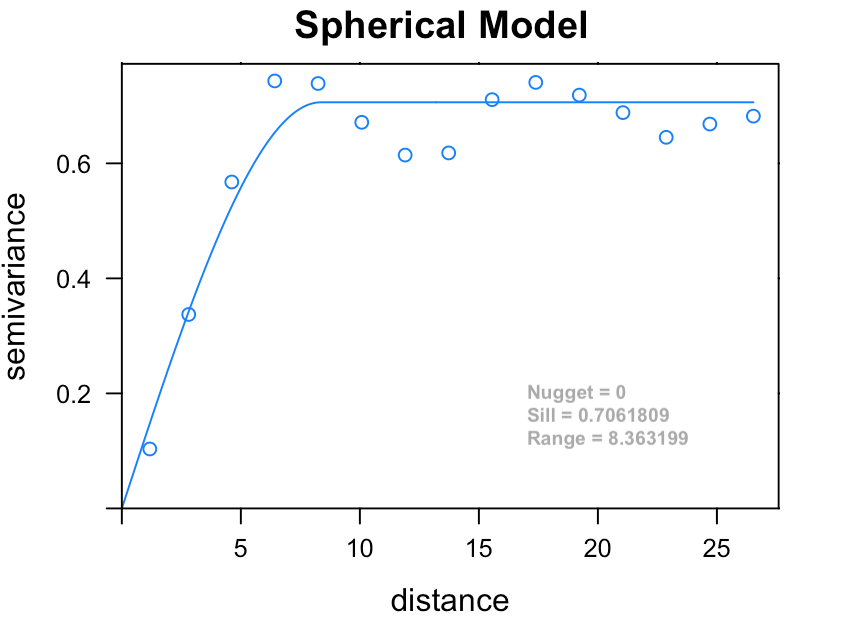 Spherical Model
semivariance
0.6
0.4
0.2
Nugget = 0
Sill = 0.7061809
Range = 8.363199
5 10 15 20 25
distance